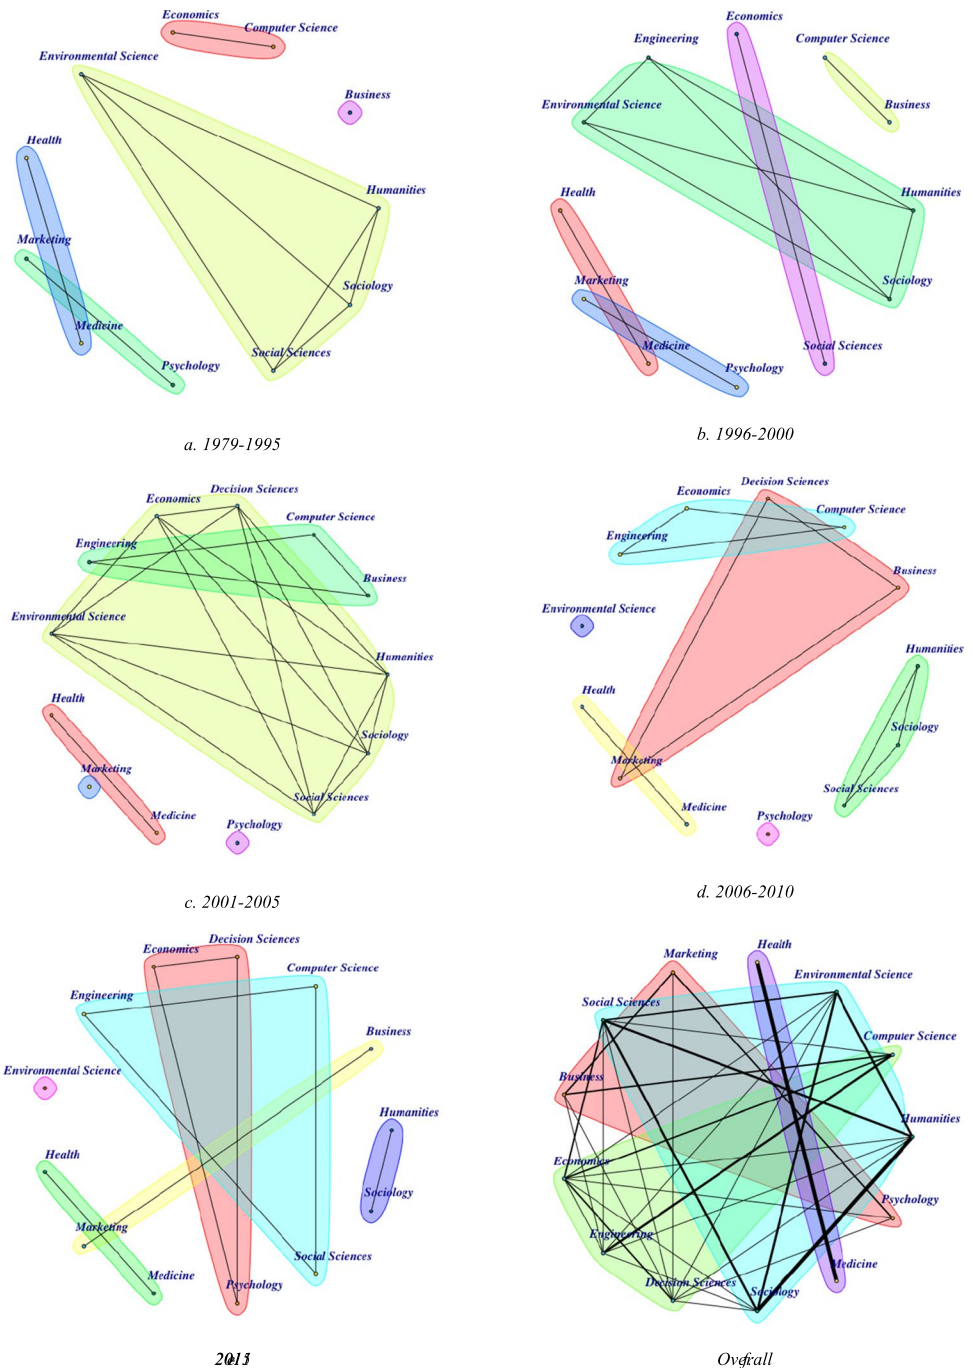 Economics
Computer Science
Environmental Science
Business
Health
Humanities
Marketing
Sociology
Medicine
Social Sciences
Psychology
a. 1979-1995
Economics
Engineering
Computer Science
Environmental Science
Business
Health
Humanities
Marketing
Medicine
Social Sciences
Sociology
Psychology
b. 1996-2000
Decision Sciences
Economics
Computer Science
Engineering
Business
Environmental Science
Humanities
Health
Sociology
Marketing
Social Sciences
Medicine
Psychology
c. 2001-2005
Decision Sciences
Economics
Computer Science
Engineering
Business
Environmental Science
Humanities
Health
Sociology
Marketing
Social Sciences
Medicine
Psychology
d. 2006-2010
Decision Sciences
Economics
Computer Science
Engineering
Business
Environmental Science
Humanities
Health
Sociology
Marketing
Social Sciences
Medicine
Psychology
Health
Marketing
Environmental Science
Social Sciences
Computer Science
Business
Humanities
Economics
Psychology
Engineering
Medicine
Decision Sciences
Sociology
Overall